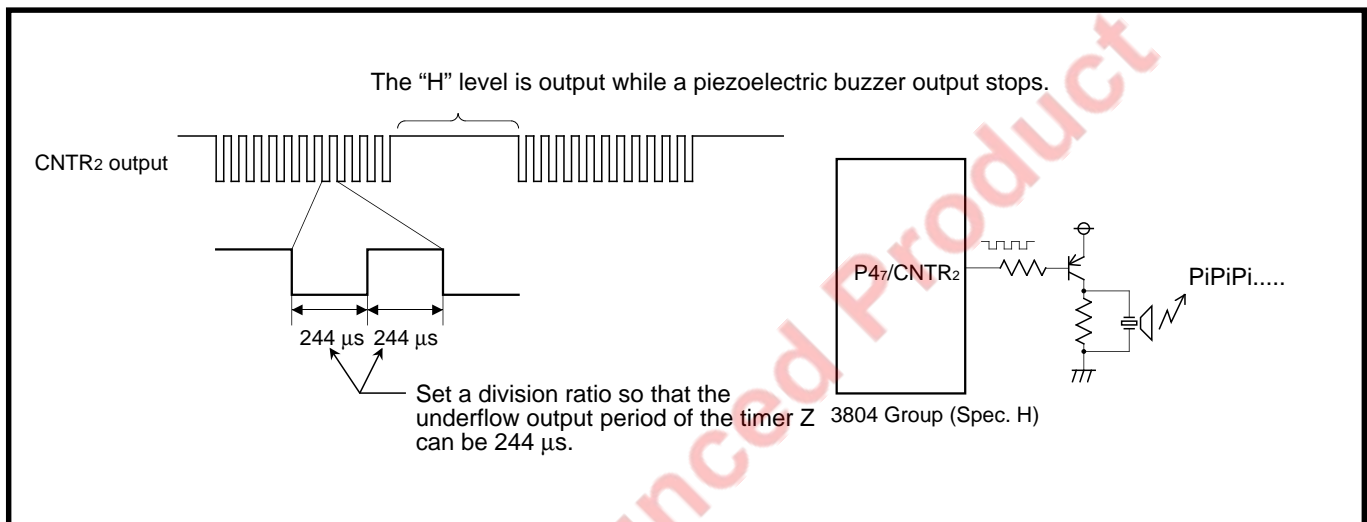 The "H" level is output while a piezoelectric buzzer output stops.
CNTR2 output
244 µs 244 µs
Set a division ratio so that the
underflow output period of the timer Z
can be 244 µs.
P47/CNTR2
PiPiPi.....
3804 Group (Spec. H)
nced Product